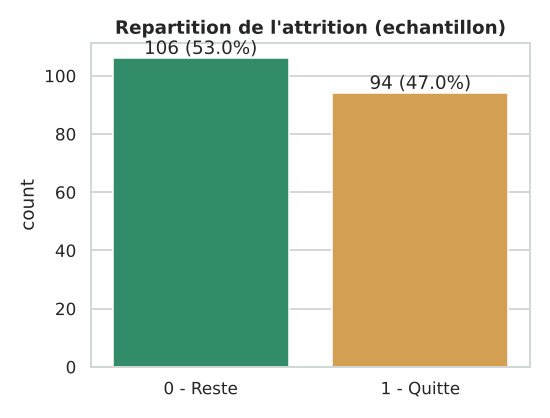 Repartition de l'attrition (echantillon)
106 (53.0%)
94 (47.0%)
100
80
60
40
20
0
count
0 - Reste
1 - Quitte